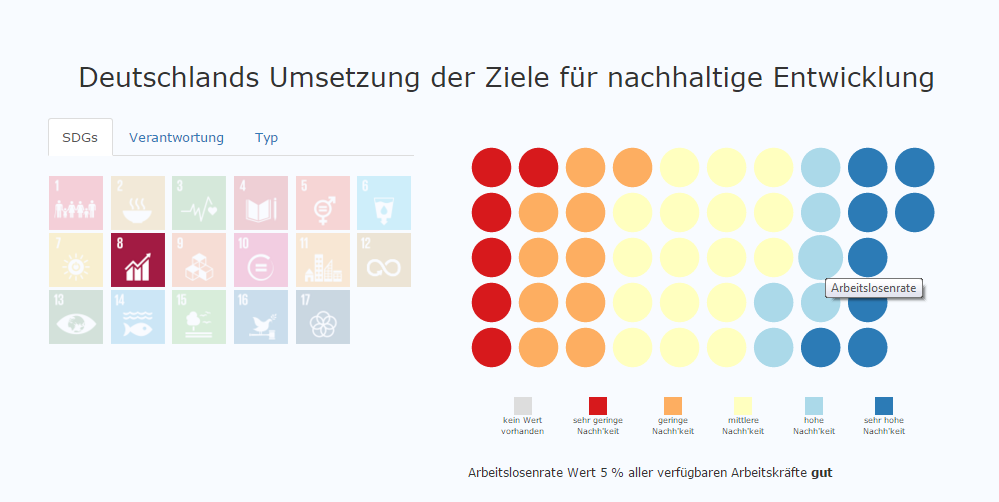 Deutschlands Umsetzung der Ziele für nachhaltige Entwicklung
SDGs Verantwortung Typ
1 2 3 4 5 6
7 8 9 10 11 12
13 14 15 16 17
Arbeitslosenrate
kein Wert vorhanden
sehr geringe Nachh'keit
geringe Nachh'keit
mittlere Nachh'keit
hohe Nachh'keit
sehr hohe Nachh'keit
Arbeitslosenrate Wert 5 % aller verfügbaren Arbeitskräfte gut